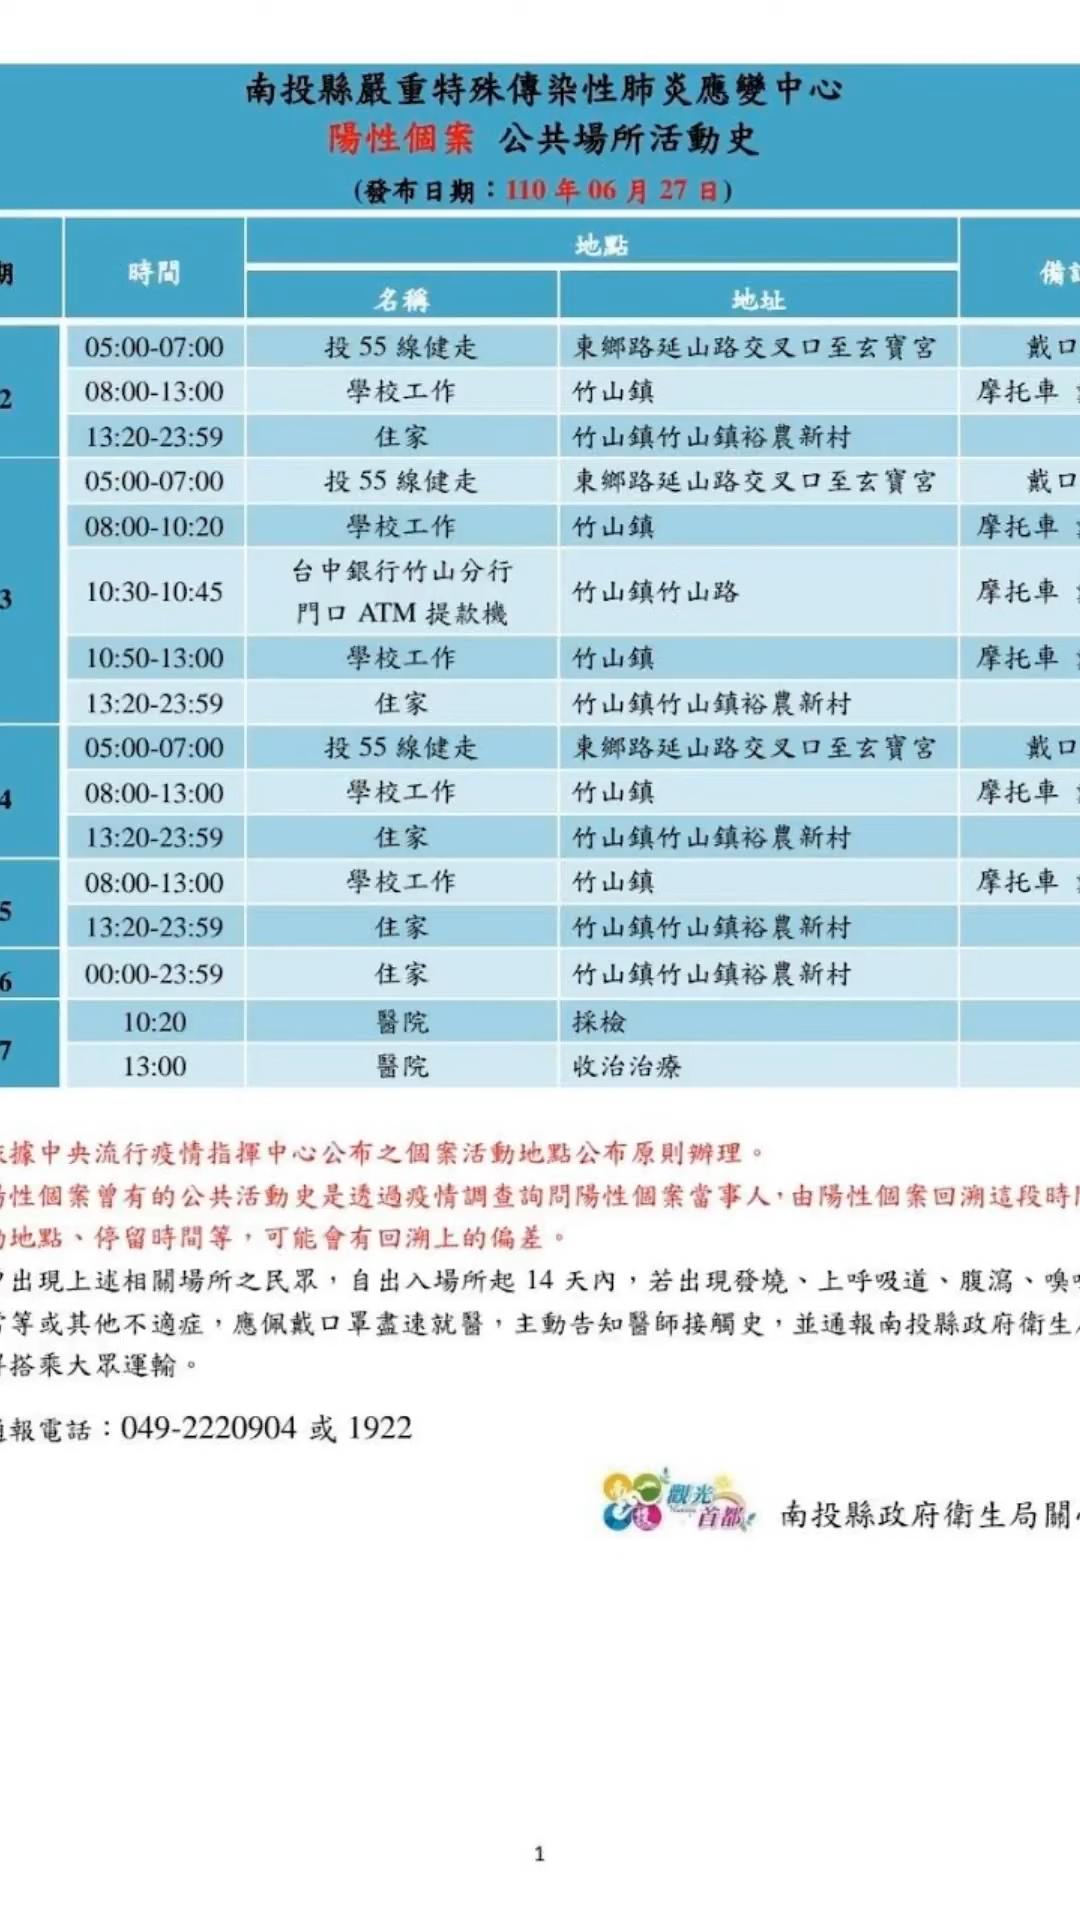 南投縣嚴重特殊傳染性肺炎應變中心
陽性個案 公共場所活動史
(發布日期：110 年 06 月 27 日)
期 時間 地點 備
名稱 地址
2 05:00-07:00 投 55 線健走 東鄉路延山路交叉口至玄寶宮 戴口
08:00-13:00 學校工作 竹山鎮 摩托車
13:20-23:59 住家 竹山鎮竹山鎮裕農新村
3 05:00-07:00 投 55 線健走 東鄉路延山路交叉口至玄寶宮 戴口
08:00-10:20 學校工作 竹山鎮 摩托車
10:30-10:45 台中銀行竹山分行 竹山鎮竹山路 摩托車
門口 ATM 提款機
10:50-13:00 學校工作 竹山鎮 摩托車
13:20-23:59 住家 竹山鎮竹山鎮裕農新村
4 05:00-07:00 投 55 線健走 東鄉路延山路交叉口至玄寶宮 戴口
08:00-13:00 學校工作 竹山鎮 摩托車
13:20-23:59 住家 竹山鎮竹山鎮裕農新村
5 08:00-13:00 學校工作 竹山鎮 摩托車
13:20-23:59 住家 竹山鎮竹山鎮裕農新村
6 00:00-23:59 住家 竹山鎮竹山鎮裕農新村
7 10:20 醫院 採檢
13:00 醫院 收治治療
據中央流行疫情指揮中心公布之個案活動地點公布原則辦理。
性個案曾有的公共活動史是透過疫情調查詢問陽性個案當事人，由陽性個案回溯這段時
地點、停留時間等，可能會有回溯上的偏差。
出現上述相關場所之民眾，自出入場所起 14 天內，若出現發燒、上呼吸道、腹瀉、嗅
等或其他不適症，應佩戴口罩盡速就醫，主動告知醫師接觸史，並通報南投縣政府衛生
搭乘大眾運輸。
報電話：049-2220904 或 1922
觀光
首都
南投縣政府衛生局關
1